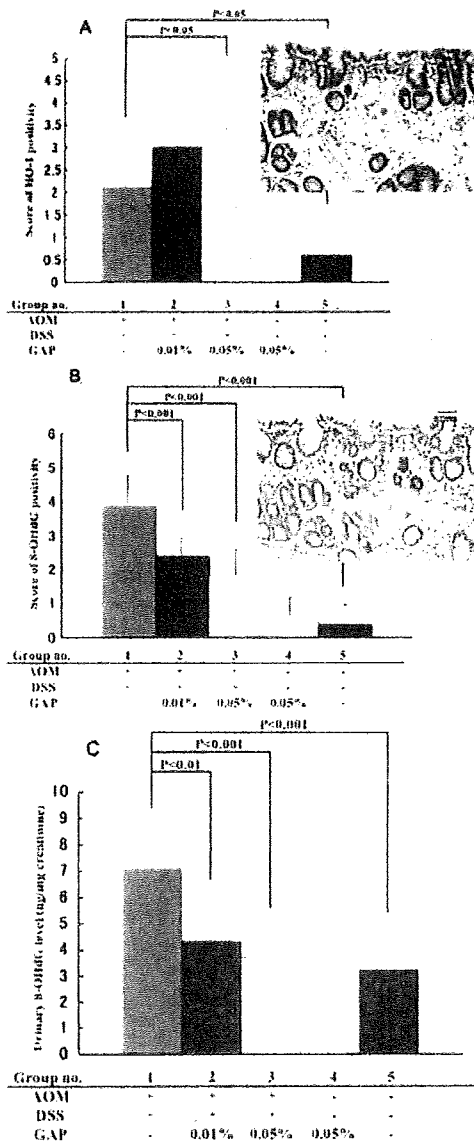 A
P<0.05
P<0.05
Score of HO-1 positivity
5
4.5
4
3.5
3
2.5
2
1.5
1
0.5
0
Group no. 1 2 3 4 5
AOM
DSS
GAP - 0.01% 0.05% 0.05% -
B
P<0.001
P<0.001
P<0.001
Score of 8-OHdG positivity
6
5
4
3
2
1
0
Group no. 1 2 3 4 5
AOM
DSS
GAP - 0.01% 0.05% 0.05% -
C
P<0.001
P<0.001
P<0.01
Urinary 8-OHdG level (ng/mg creatinine)
10
9
8
7
6
5
4
3
2
1
0
Group no. 1 2 3 4 5
AOM + + + - -
DSS + + + - -
GAP - 0.01% 0.05% 0.05% -